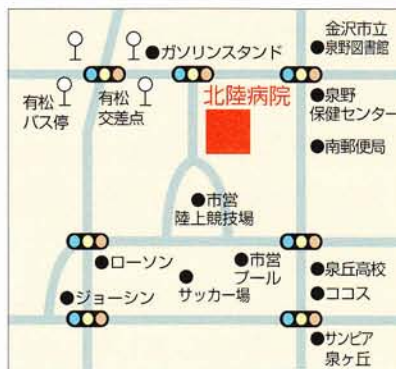 金沢市立
●泉野図書館
●ガソリンスタンド
北陸病院
有松
バス停
有松
交差点
●泉野
保健センター
●南郵便局
●市営
陸上競技場
●ローソン
●市営
プール
●
サッカー場
●泉丘高校
●ココス
●ジョーシン
●サンピア
泉ヶ丘